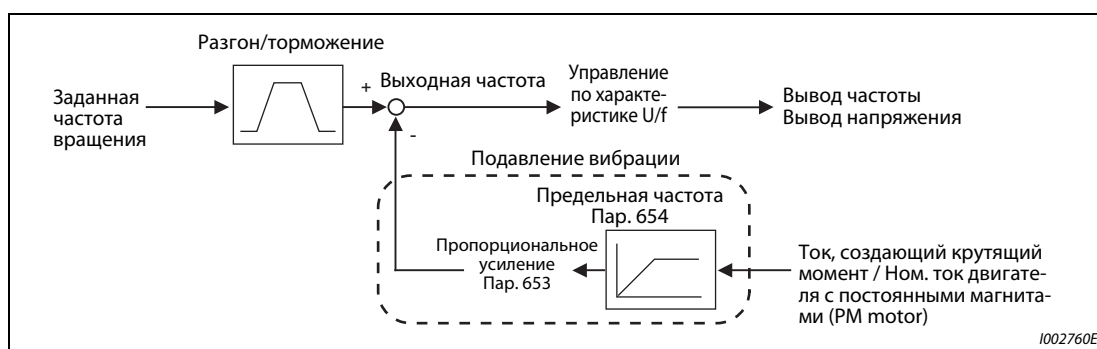 Разгон/торможение
Заданная
частота
вращения
+
-
Выходная частота
Управление
по характе-
ристике U/f
Вывод частоты
Вывод напряжения
Подавление вибрации
Предельная частота
Пар. 654
Пропорциональное
усиление
Пар. 653
Ток, создающий крутящий
момент / Ном. ток двигате-
ля с постоянными магнита-
ми (PM motor)
I002760E